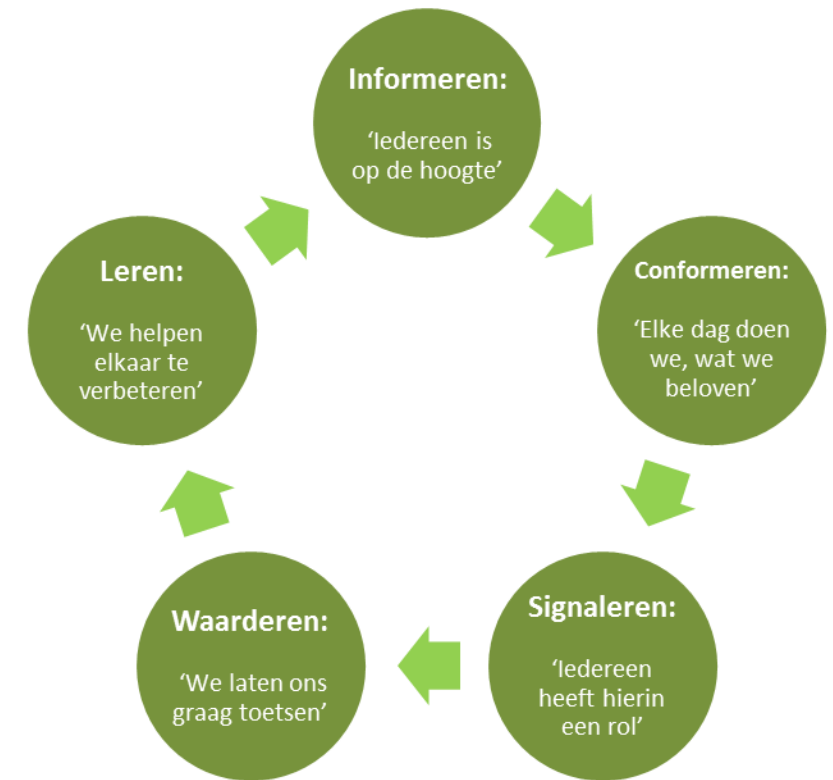 Informeren:
‘Iedereen is
op de hoogte’
Conformeren:
‘Elke dag doen
we, wat we
beloven’
Signaleren:
‘Iedereen
heeft hierin
een rol’
Waarderen:
‘We laten ons
graag toetsen’
Leren:
‘We helpen
elkaar te
verbeteren’